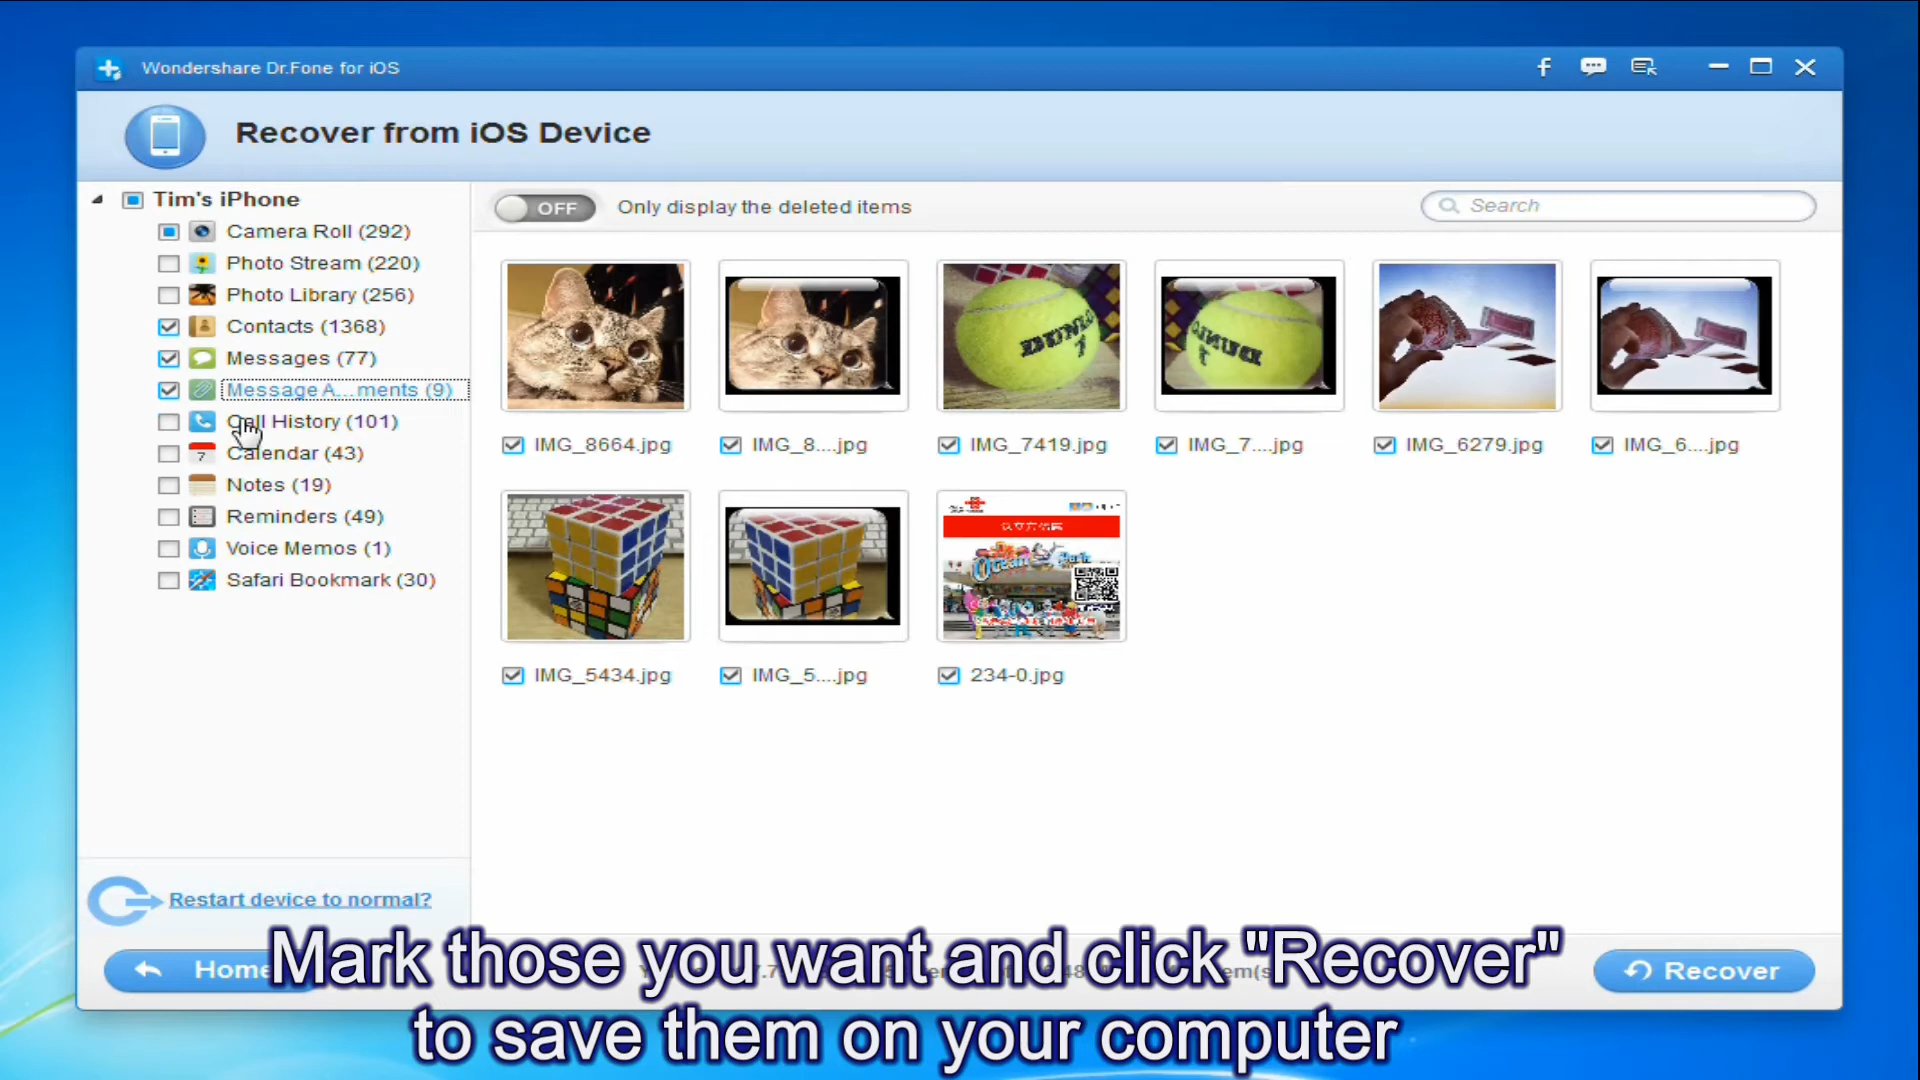 Wondershare Dr.Fone for iOS
Recover from iOS Device
Tim's iPhone
Camera Roll (292)
Photo Stream (220)
Photo Library (256)
Contacts (1368)
Messages (77)
Message A...ments (9)
Call History (101)
Calendar (43)
Notes (19)
Reminders (49)
Voice Memos (1)
Safari Bookmark (30)
OFF Only display the deleted items
Search
IMG_8664.jpg
IMG_8....jpg
IMG_7419.jpg
IMG_7....jpg
IMG_6279.jpg
IMG_6....jpg
IMG_5434.jpg
IMG_5....jpg
234-0.jpg
Restart device to normal?
Home
Recover
Mark those you want and click "Recover"
to save them on your computer